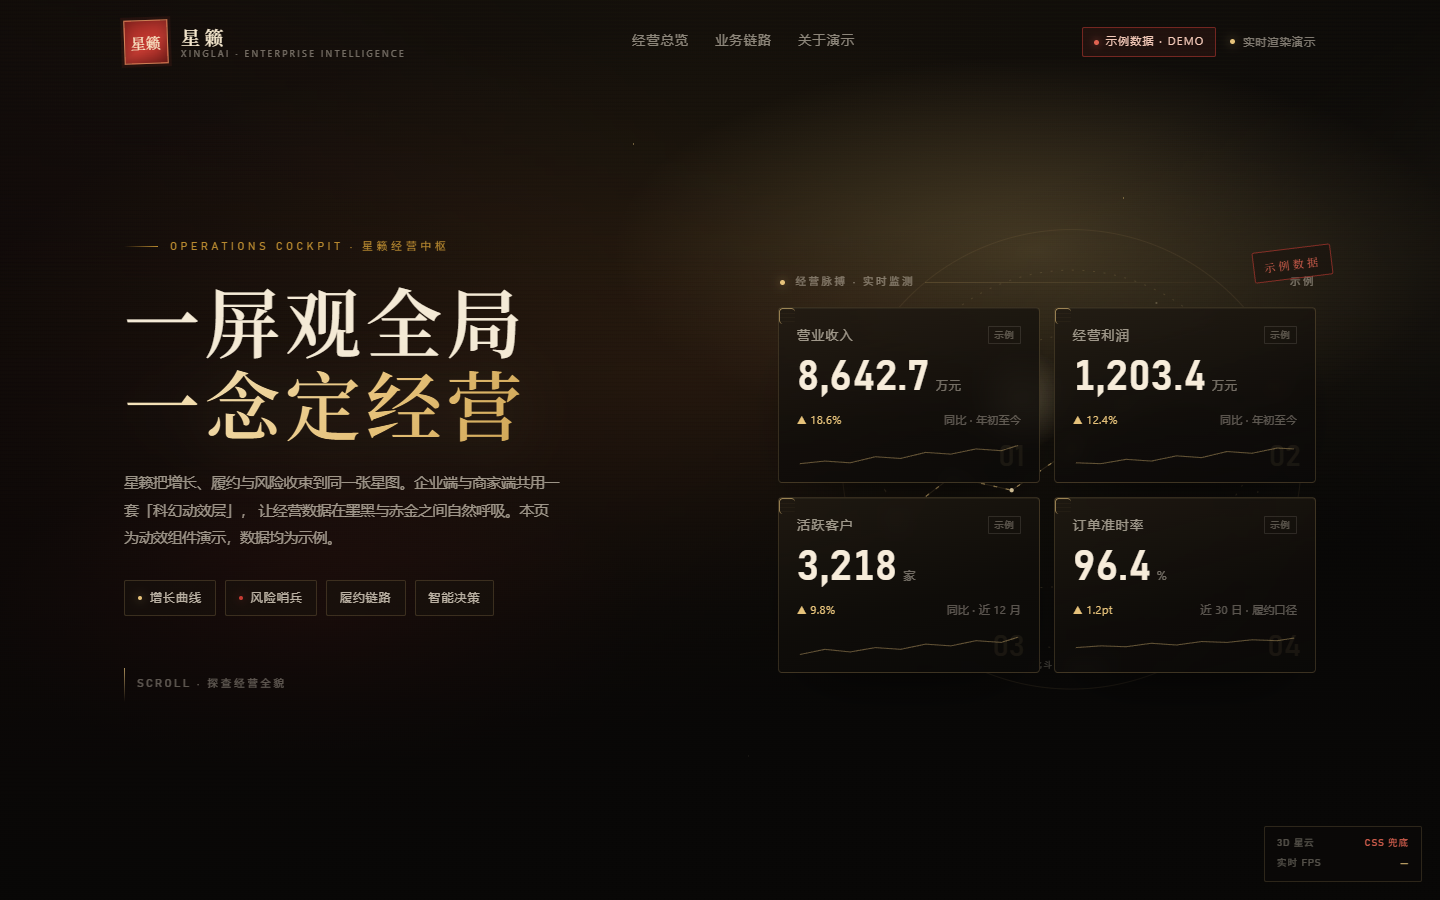 星籁
星籁
XINGLAI · ENTERPRISE INTELLIGENCE
经营总览
业务链路
关于演示
示例数据 · DEMO
实时渲染演示
OPERATIONS COCKPIT · 星籁经营中枢
一屏观全局
一念定经营
星籁把增长、履约与风险收束到同一张星图。企业端与商家端共用一
套「科幻动效层」，让经营数据在墨黑与赤金之间自然呼吸。本页
为动效组件演示，数据均为示例。
增长曲线
风险哨兵
履约链路
智能决策
SCROLL · 探查经营全貌
经营脉搏 · 实时监测
示例数据
示例
营业收入
示例
8,642.7 万元
▲ 18.6%
同比 · 年初至今
01
经营利润
示例
1,203.4 万元
▲ 12.4%
同比 · 年初至今
02
活跃客户
示例
3,218 家
▲ 9.8%
同比 · 近 12 月
03
订单准时率
示例
96.4 %
▲ 1.2pt
近 30 日 · 履约口径
04
3D 星云
CSS 兜底
实时 FPS
—